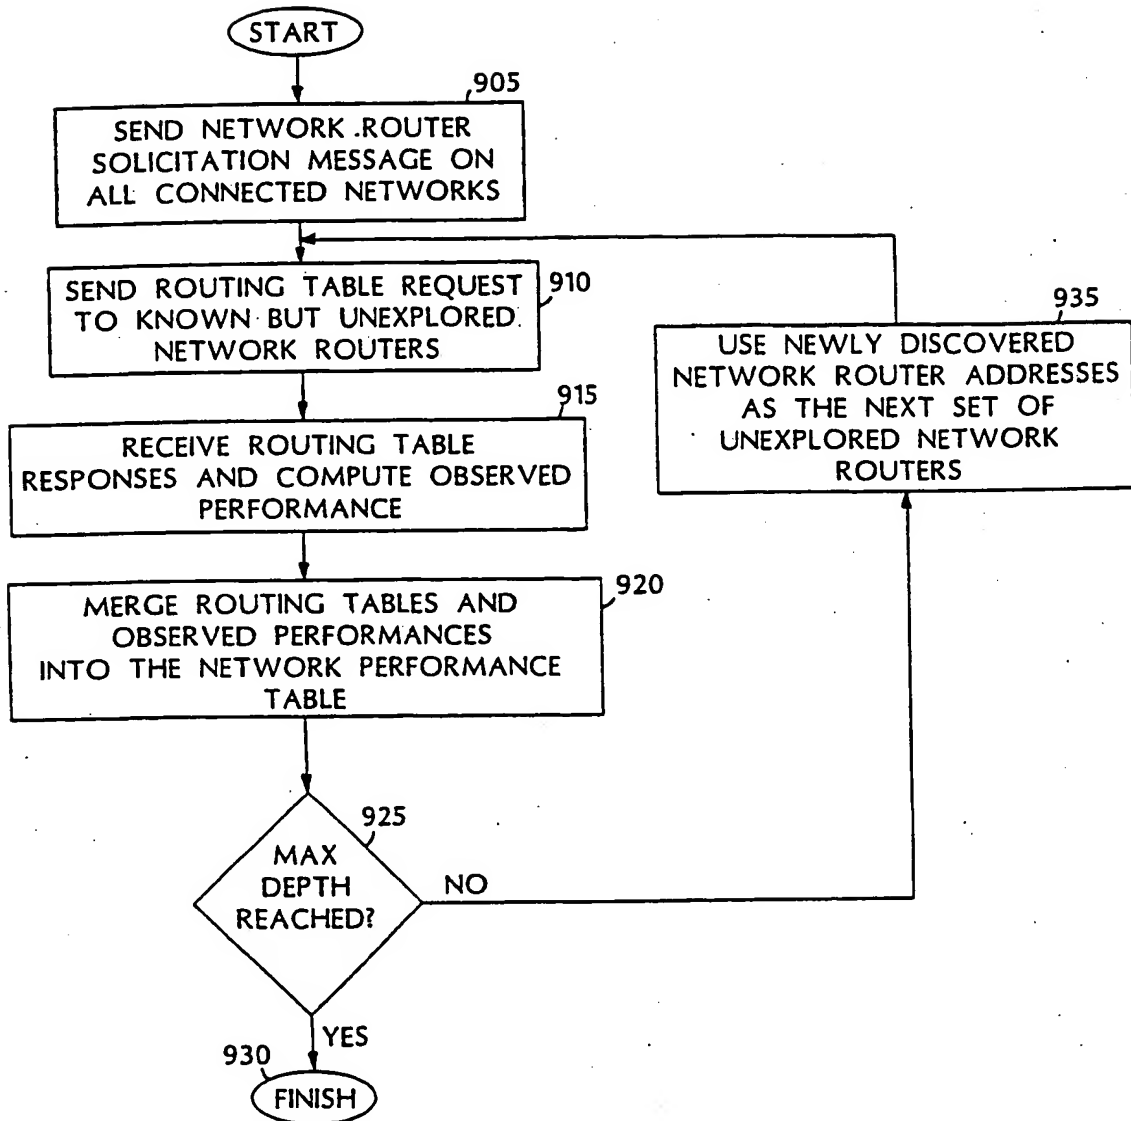 START
905
SEND NETWORK ROUTER
SOLICITATION MESSAGE ON
ALL CONNECTED NETWORKS
SEND ROUTING TABLE REQUEST
TO KNOWN BUT UNEXPLORED
NETWORK ROUTERS
910
915
RECEIVE ROUTING TABLE
RESPONSES AND COMPUTE OBSERVED
PERFORMANCE
920
MERGE ROUTING TABLES AND
OBSERVED PERFORMANCES
INTO THE NETWORK PERFORMANCE
TABLE
925
MAX
DEPTH
REACHED?
NO
935
USE NEWLY DISCOVERED
NETWORK ROUTER ADDRESSES
AS THE NEXT SET OF
UNEXPLORED NETWORK
ROUTERS
YES
930
FINISH